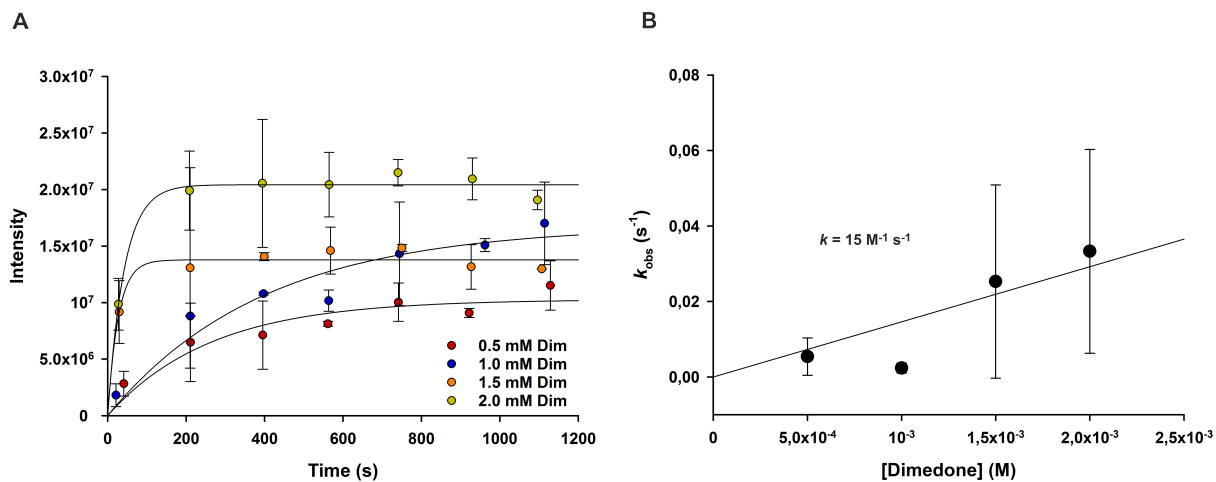 A
B
3.0x10⁷
2.5x10⁷
2.0x10⁷
1.5x10⁷
10⁷
5.0x10⁶
0
Intensity
0 200 400 600 800 1000 1200
Time (s)
0.5 mM Dim
1.0 mM Dim
1.5 mM Dim
2.0 mM Dim
0,08
0,06
0,04
0,02
0,00
k_obs (s⁻¹)
k = 15 M⁻¹ s⁻¹
0 5,0x10⁻⁴ 10⁻³ 1,5x10⁻³ 2,0x10⁻³ 2,5x10⁻³
[Dimedone] (M)